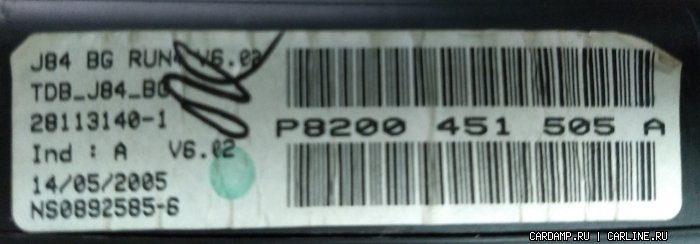 J84 BG RUN V6.02
TDB_J84_BG
28113140-1
Ind : A V6.02
14/05/2005
NS0892585-6
P8200 451 505 A
CARDAMP.RU | CARLINE.RU